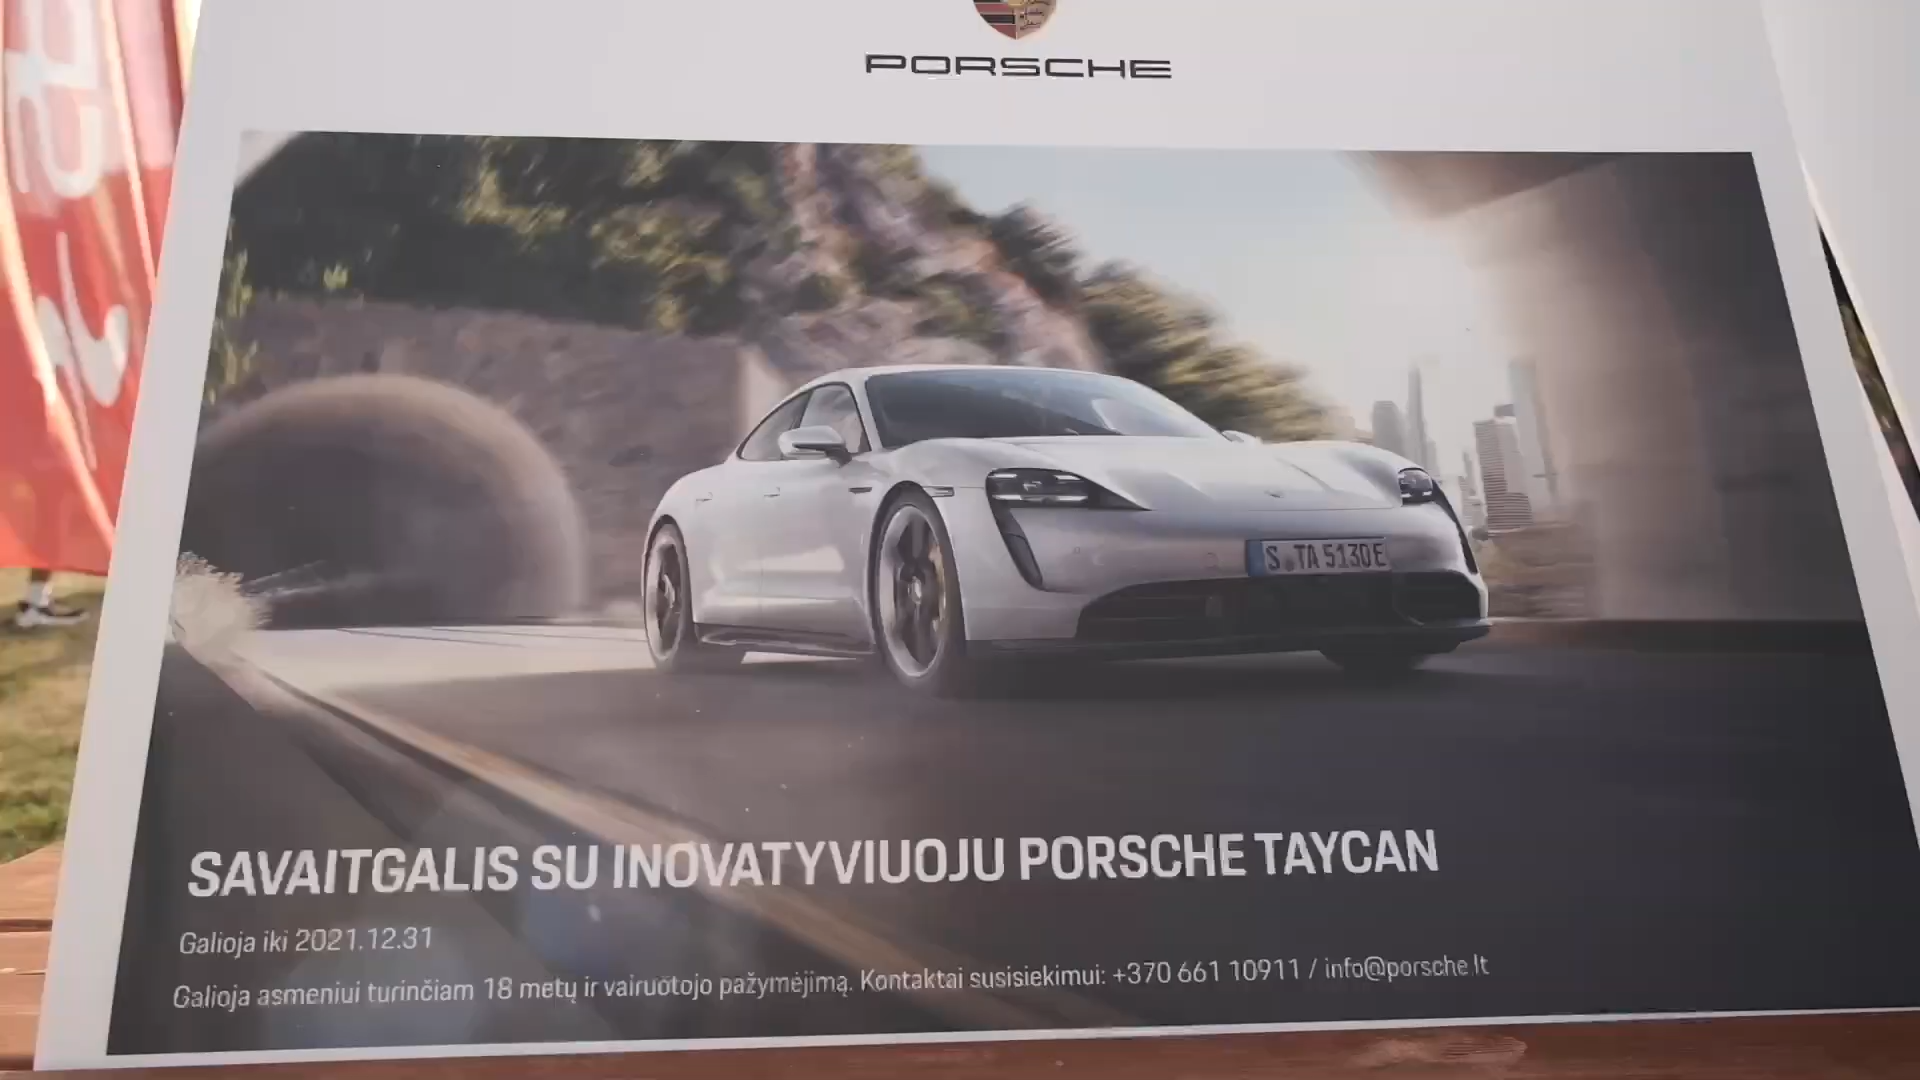 PORSCHE
S TA 5130E
SAVAITGALIS SU INOVATYVIUOJU PORSCHE TAYCAN
Galioja iki 2021.12.31
Galioja asmeniui turinčiam 18 metų ir vairuotojo pažymėjimą. Kontaktai susisiekimui: +370 661 10911 / info@porsche.lt